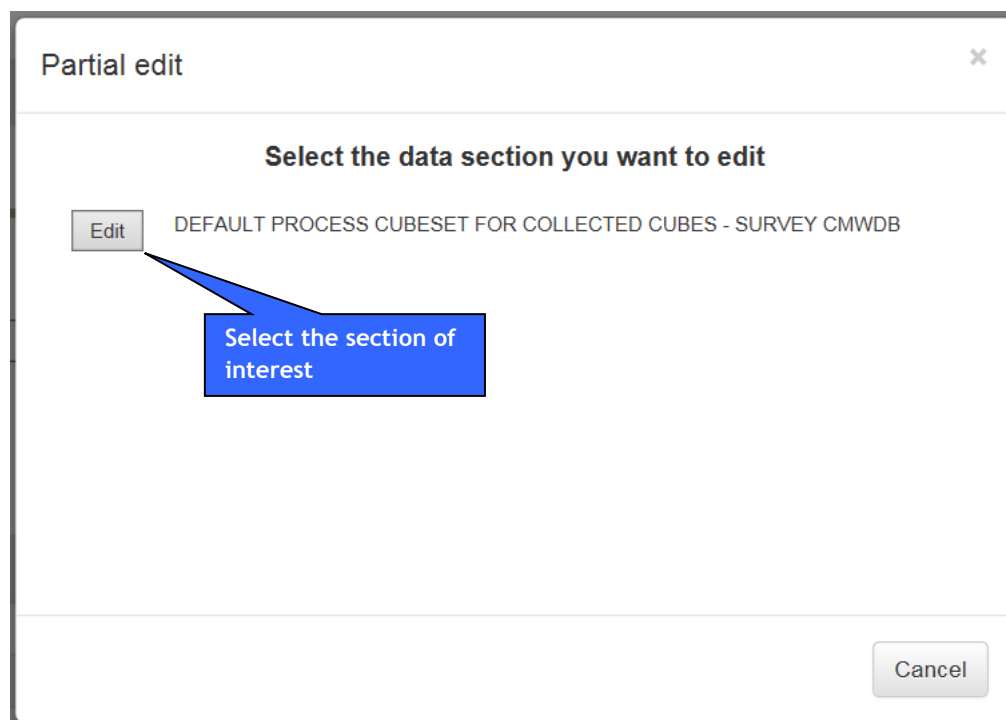 Partial edit
×
Select the data section you want to edit
Edit DEFAULT PROCESS CUBESET FOR COLLECTED CUBES - SURVEY CMWDB
Select the section of
interest
Cancel